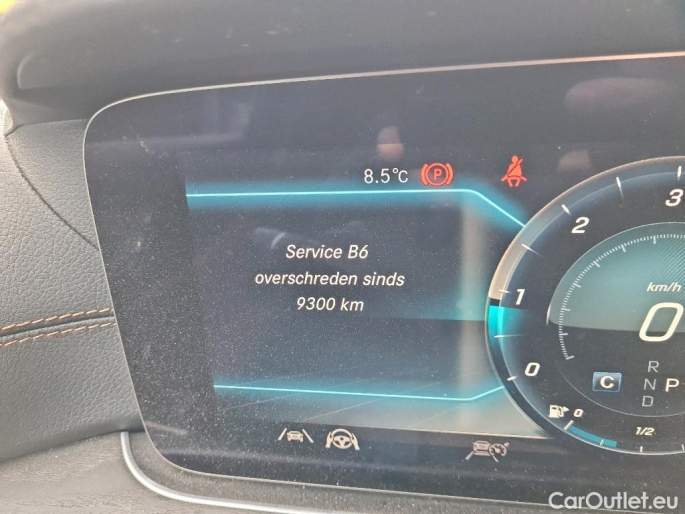 8.5°C P
Service B6
overschreden sinds
9300 km
3
2
1
0
km/h
0
R
N
D
C P
0
1/2
CarOutlet.eu